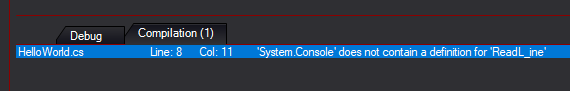 Debug
Compilation (1)
HelloWorld.cs Line: 8 Col: 11 'System.Console' does not contain a definition for 'ReadL_ine'